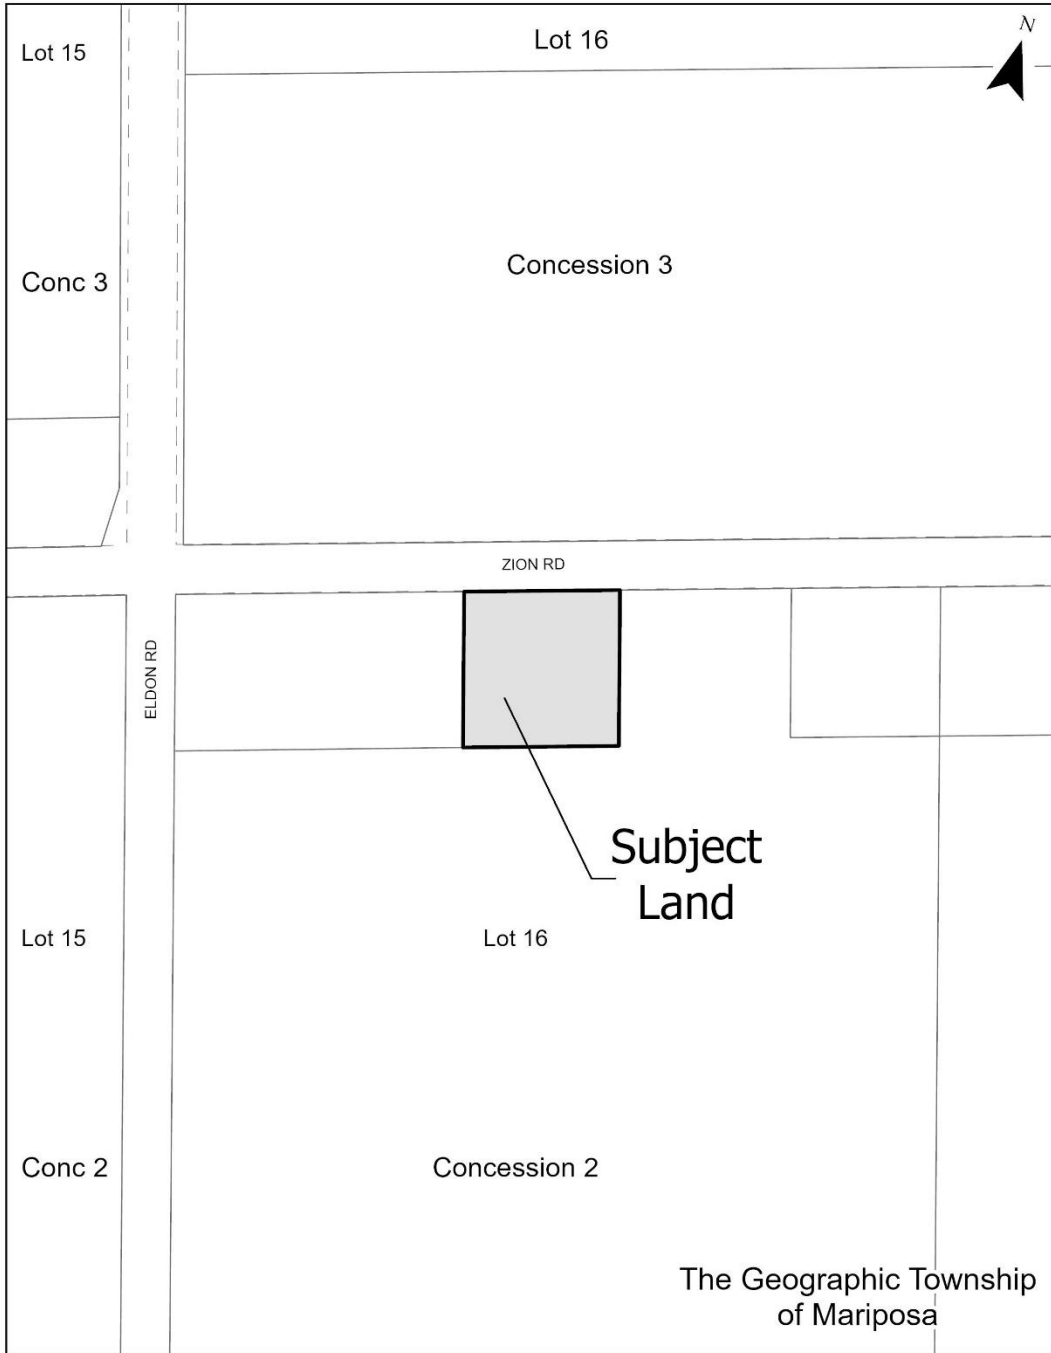 N
Lot 15
Lot 16
Conc 3
Concession 3
ZION RD
ELDON RD
Subject
Land
Lot 15
Lot 16
Conc 2
Concession 2
The Geographic Township
of Mariposa